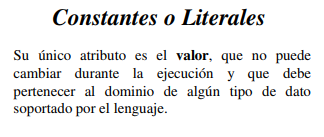 Constantes o Literales
Su único atributo es el valor, que no puede
cambiar durante la ejecución y que debe
pertenecer al dominio de algún tipo de dato
soportado por el lenguaje.